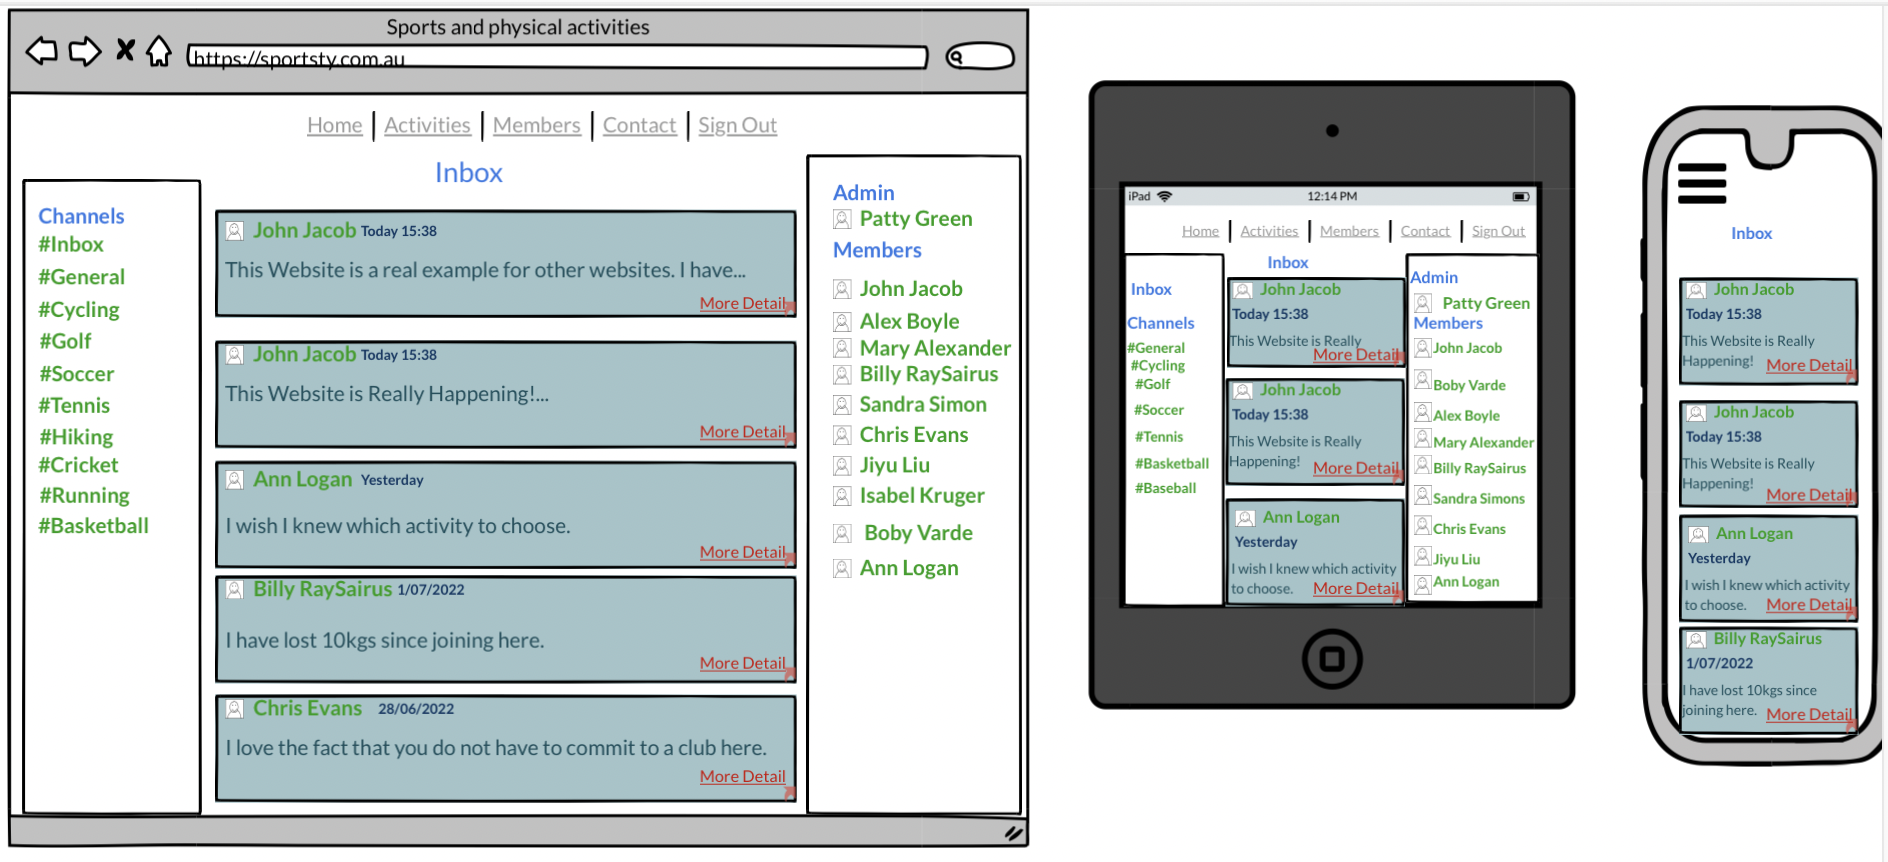 Sports and physical activities
https://sportsty.com.au
Home | Activities | Members | Contact | Sign Out
Inbox
Channels
#Inbox
#General
#Cycling
#Golf
#Soccer
#Tennis
#Hiking
#Cricket
#Running
#Basketball
John Jacob Today 15:38
This Website is a real example for other websites. I have...
More Detail
John Jacob Today 15:38
This Website is Really Happening!...
More Detail
Ann Logan Yesterday
I wish I knew which activity to choose.
More Detail
Billy RaySairus 1/07/2022
I have lost 10kgs since joining here.
More Detail
Chris Evans 28/06/2022
I love the fact that you do not have to commit to a club here.
More Detail
Admin
Patty Green
Members
John Jacob
Alex Boyle
Mary Alexander
Billy RaySairus
Sandra Simon
Chris Evans
Jiyu Liu
Isabel Kruger
Boby Varde
Ann Logan
iPad 12:14 PM
Home | Activities | Members | Contact | Sign Out
Inbox
Inbox
Channels
#General
#Cycling
#Golf
#Soccer
#Tennis
#Basketball
#Baseball
John Jacob
Today 15:38
This Website is Really
More Detail
John Jacob
Today 15:38
This Website is Really
Happening!
More Detail
Ann Logan
Yesterday
I wish I knew which activity
to choose.
More Detail
Admin
Patty Green
Members
John Jacob
Boby Varde
Alex Boyle
Mary Alexander
Billy RaySairus
Sandra Simons
Chris Evans
Jiyu Liu
Ann Logan
Inbox
John Jacob
Today 15:38
This Website is Really
Happening!
More Detail
John Jacob
Today 15:38
This Website is Really
Happening!
More Detail
Ann Logan
Yesterday
I wish I knew which activity
to choose.
More Detail
Billy RaySairus
1/07/2022
I have lost 10kgs since
joining here.
More Detail